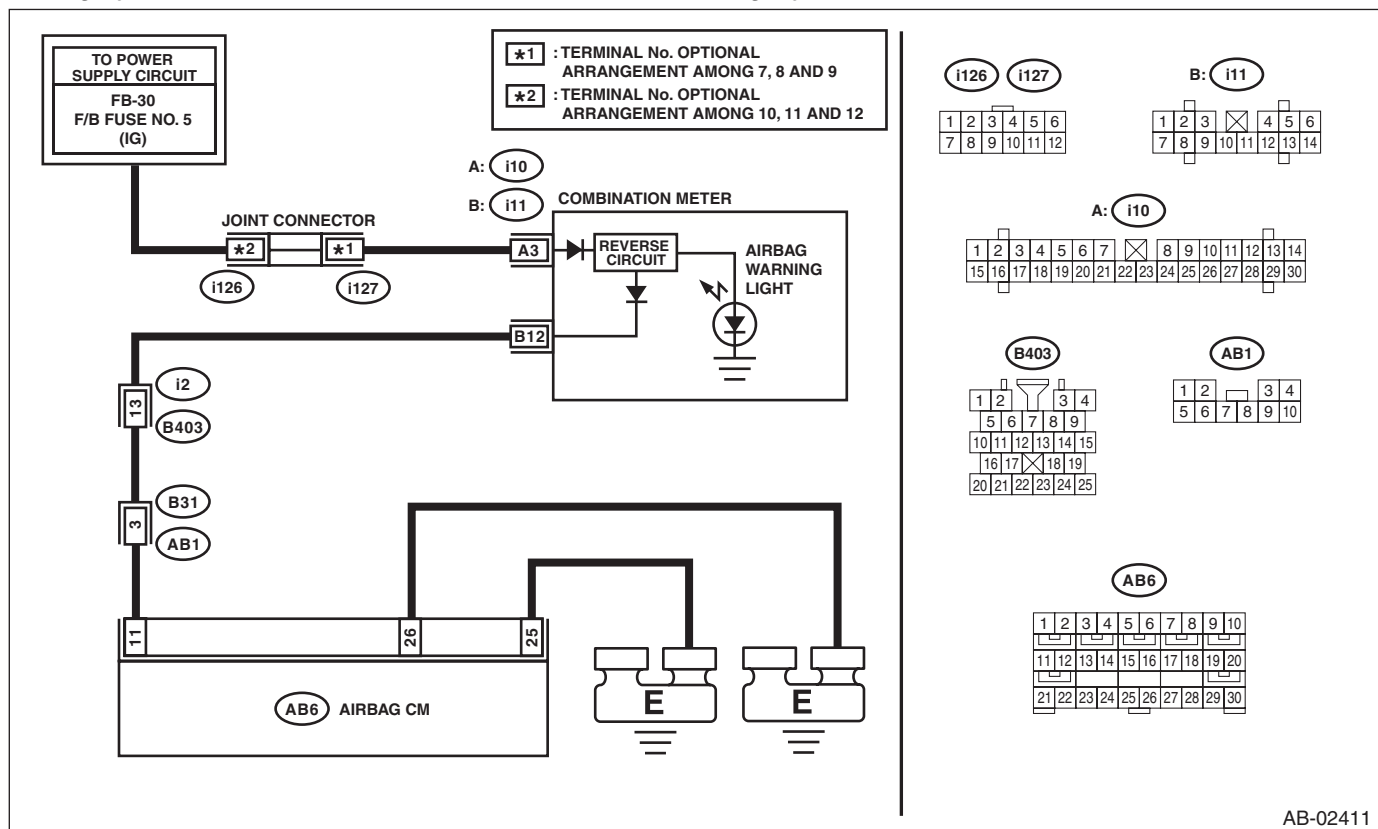 TO POWER
SUPPLY CIRCUIT
FB-30
F/B FUSE NO. 5
(IG)
*1 : TERMINAL No. OPTIONAL
ARRANGEMENT AMONG 7, 8 AND 9
*2 : TERMINAL No. OPTIONAL
ARRANGEMENT AMONG 10, 11 AND 12
A: i10
B: i11
COMBINATION METER
JOINT CONNECTOR
*2
*1
i126
i127
A3
REVERSE
CIRCUIT
AIRBAG
WARNING
LIGHT
B12
i2
13
B403
B31
3
AB1
11
26
25
AB6 AIRBAG CM
E
E
i126 i127
1 2 3 4 5 6
7 8 9 10 11 12
B: i11
1 2 3 4 5 6
7 8 9 10 11 12 13 14
A: i10
1 2 3 4 5 6 7 8 9 10 11 12 13 14
15 16 17 18 19 20 21 22 23 24 25 26 27 28 29 30
B403
1 2 3 4
5 6 7 8 9
10 11 12 13 14 15
16 17 18 19
20 21 22 23 24 25
AB1
1 2 3 4
5 6 7 8 9 10
AB6
1 2 3 4 5 6 7 8 9 10
11 12 13 14 15 16 17 18 19 20
21 22 23 24 25 26 27 28 29 30
AB-02411